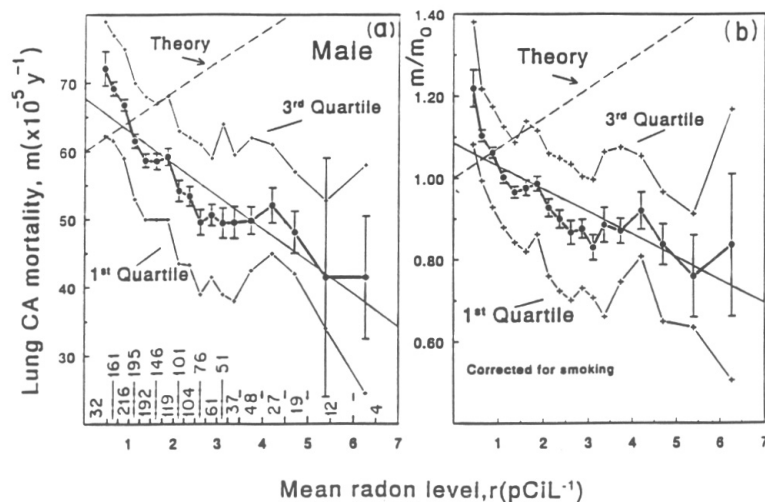 (a)
Male
Theory
3rd Quartile
1st Quartile
Lung CA mortality, m(x10-5 y-1)
70
60
50
40
30
32 161 216 195 192 146 119 101 104 76 61 51 37 48 27 19 12 4
1 2 3 4 5 6 7
(b)
m/mo
Theory
3rd Quartile
1st Quartile
Corrected for smoking
1.40
1.20
1.00
0.80
0.60
0 1 2 3 4 5 6 7
Mean radon level,r(pCiL-1)